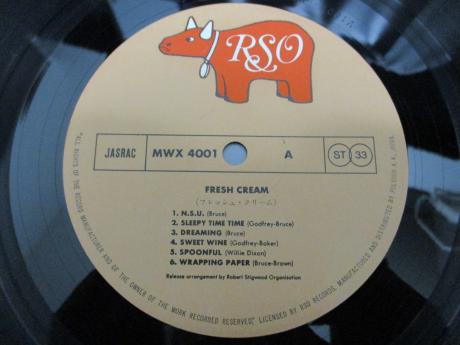 RSO
JASRAC
MWX 4001
A
ST 33
FRESH CREAM
(フレッシュ・クリーム)
1. N.S.U. (Bruce)
2. SLEEPY TIME TIME (Godfrey-Bruce)
3. DREAMING (Bruce)
4. SWEET WINE (Godfrey-Baker)
5. SPOONFUL (Willie Dixon)
6. WRAPPING PAPER (Bruce-Brown)
Release arrangement by Robert Stigwood Organisation
"ALL RIGHTS OF THE RECORD MANUFACTURER AND OF THE OWNER OF THE WORK RECORDED RESERVED," LICENSED BY RSO RECORDS, MANUFACTURED BY POLYDOR K.K. JAPAN.